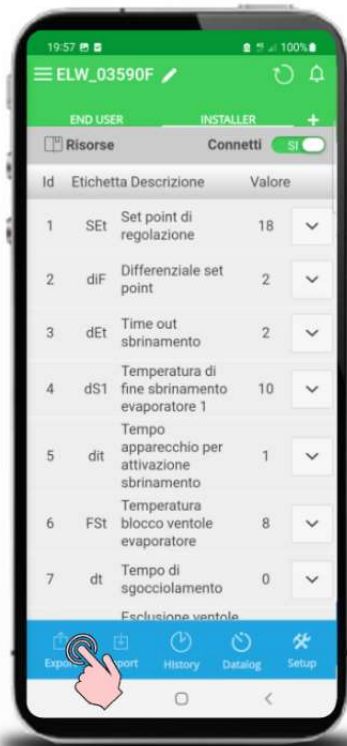 19:57 100%
ELW_03590F
END USER INSTALLER +
Risorse Connetti SI
Id Etichetta Descrizione Valore
1 SEt Set point di regolazione 18
2 diF Differenziale set point 2
3 dEt Time out sbrinamento 2
4 dS1 Temperatura di fine sbrinamento evaporatore 1 10
5 dit Tempo apparecchio per attivazione sbrinamento 1
6 FSt Temperatura blocco ventole evaporatore 8
7 dt Tempo di sgocciolamento 0
Esclusione ventole
History Datalog Setup